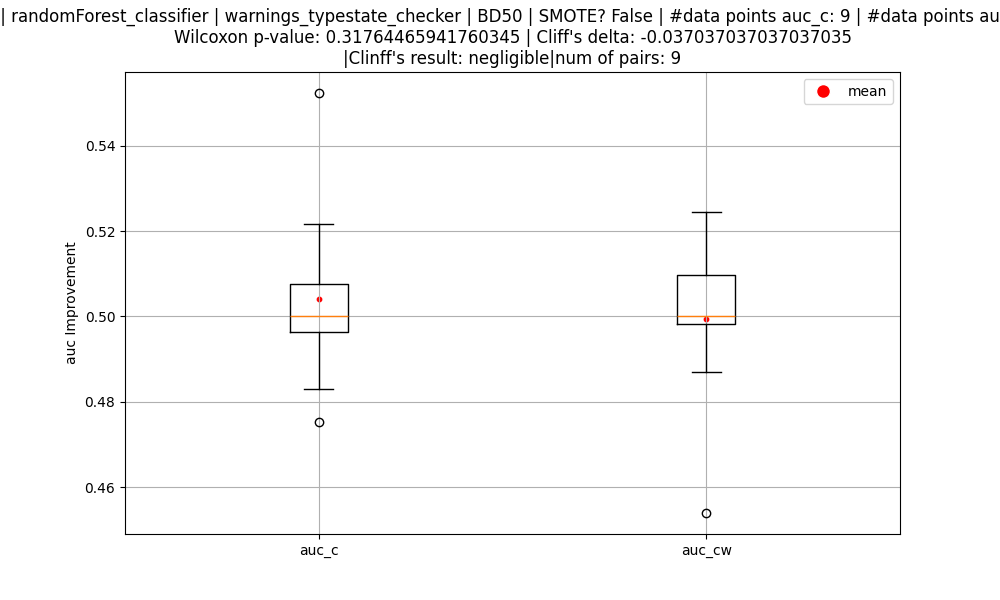 | randomForest_classifier | warnings_typestate_checker | BD50 | SMOTE? False | #data points auc_c: 9 | #data points au
Wilcoxon p-value: 0.31764465941760345 | Cliff's delta: -0.037037037037037035
|Clinff's result: negligible|num of pairs: 9
mean
0.54
0.52
0.50
0.48
0.46
auc Improvement
auc_c
auc_cw